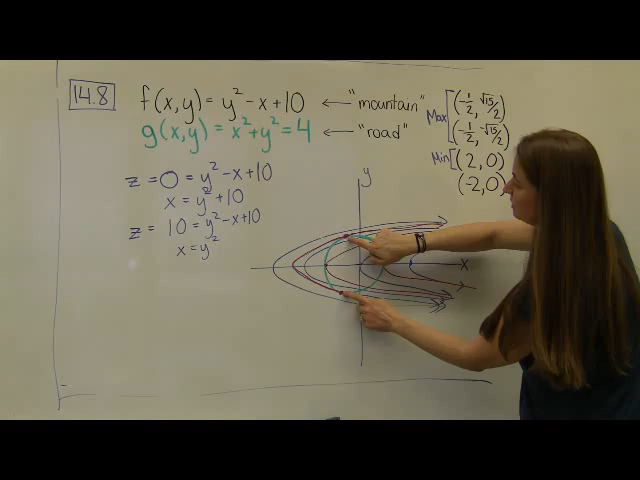 14.8
f(x,y) = y² - x + 10 ← "mountain"
g(x,y) = x² + y² = 4 ← "road"
Max (-1/2, √15/2)
(-1/2, -√15/2)
Min (2, 0)
(-2, 0)
z = 0 = y² - x + 10
x = y² + 10
z = 10 = y² - x + 10
x = y²
y
x